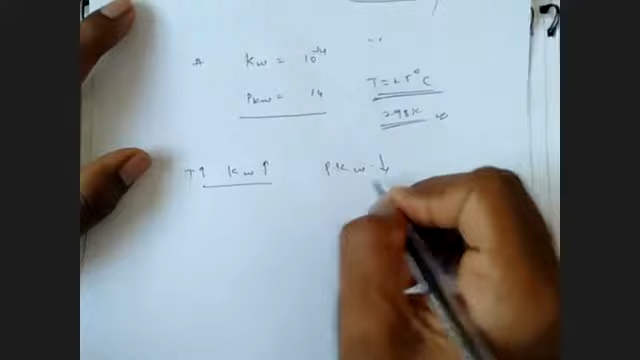 * Kw = 10^-14
PKw = 14
T = 25°C
298K
T↑ Kw↑ PKw ↓